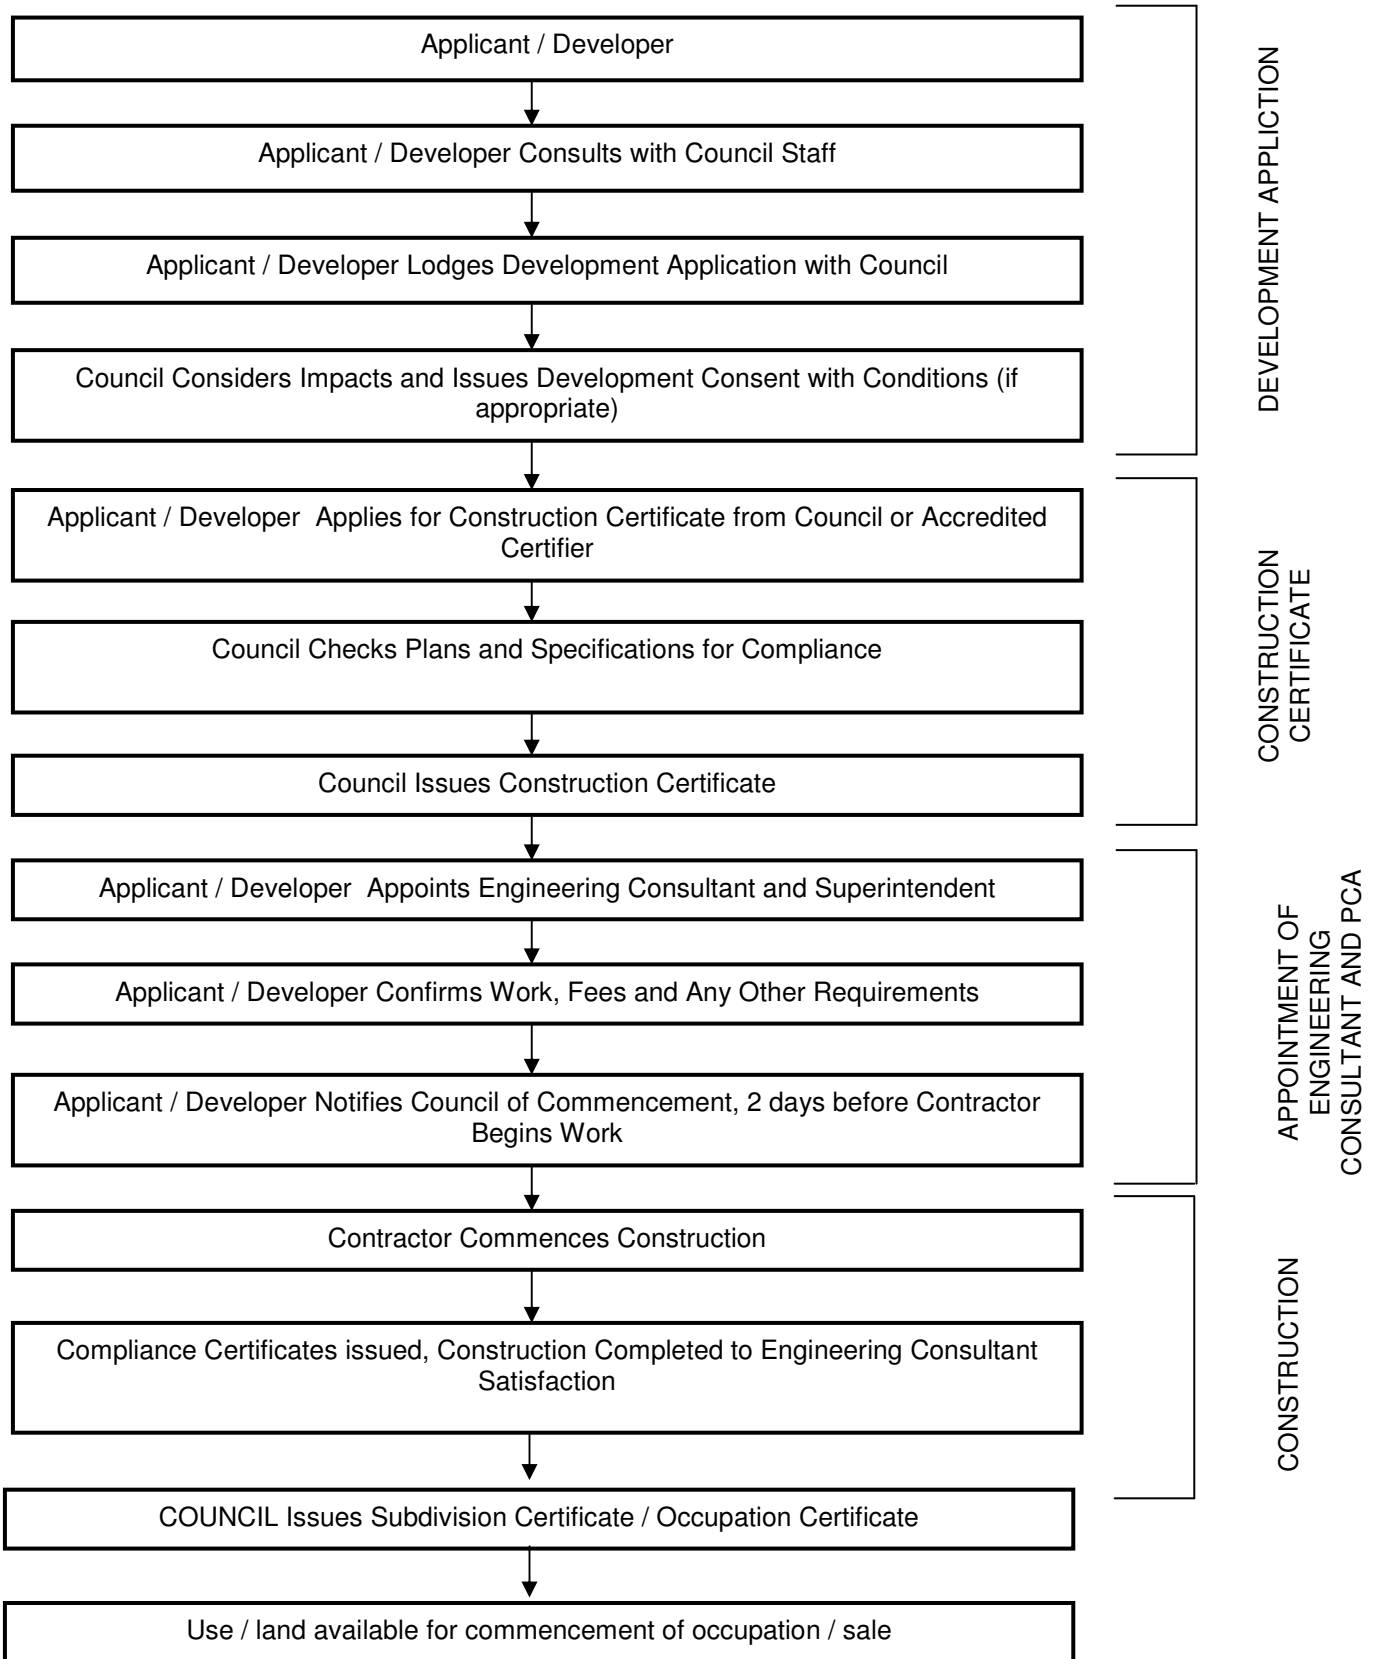 Applicant / Developer
Applicant / Developer Consults with Council Staff
Applicant / Developer Lodges Development Application with Council
Council Considers Impacts and Issues Development Consent with Conditions (if
appropriate)
DEVELOPMENT APPLICTION
Applicant / Developer  Applies for Construction Certificate from Council or Accredited
Certifier
Council Checks Plans and Specifications for Compliance
Council Issues Construction Certificate
CONSTRUCTION
CERTIFICATE
Applicant / Developer  Appoints Engineering Consultant and Superintendent
Applicant / Developer Confirms Work, Fees and Any Other Requirements
Applicant / Developer Notifies Council of Commencement, 2 days before Contractor
Begins Work
APPOINTMENT OF
ENGINEERING
CONSULTANT AND PCA
Contractor Commences Construction
Compliance Certificates issued, Construction Completed to Engineering Consultant
Satisfaction
CONSTRUCTION
COUNCIL Issues Subdivision Certificate / Occupation Certificate
Use / land available for commencement of occupation / sale